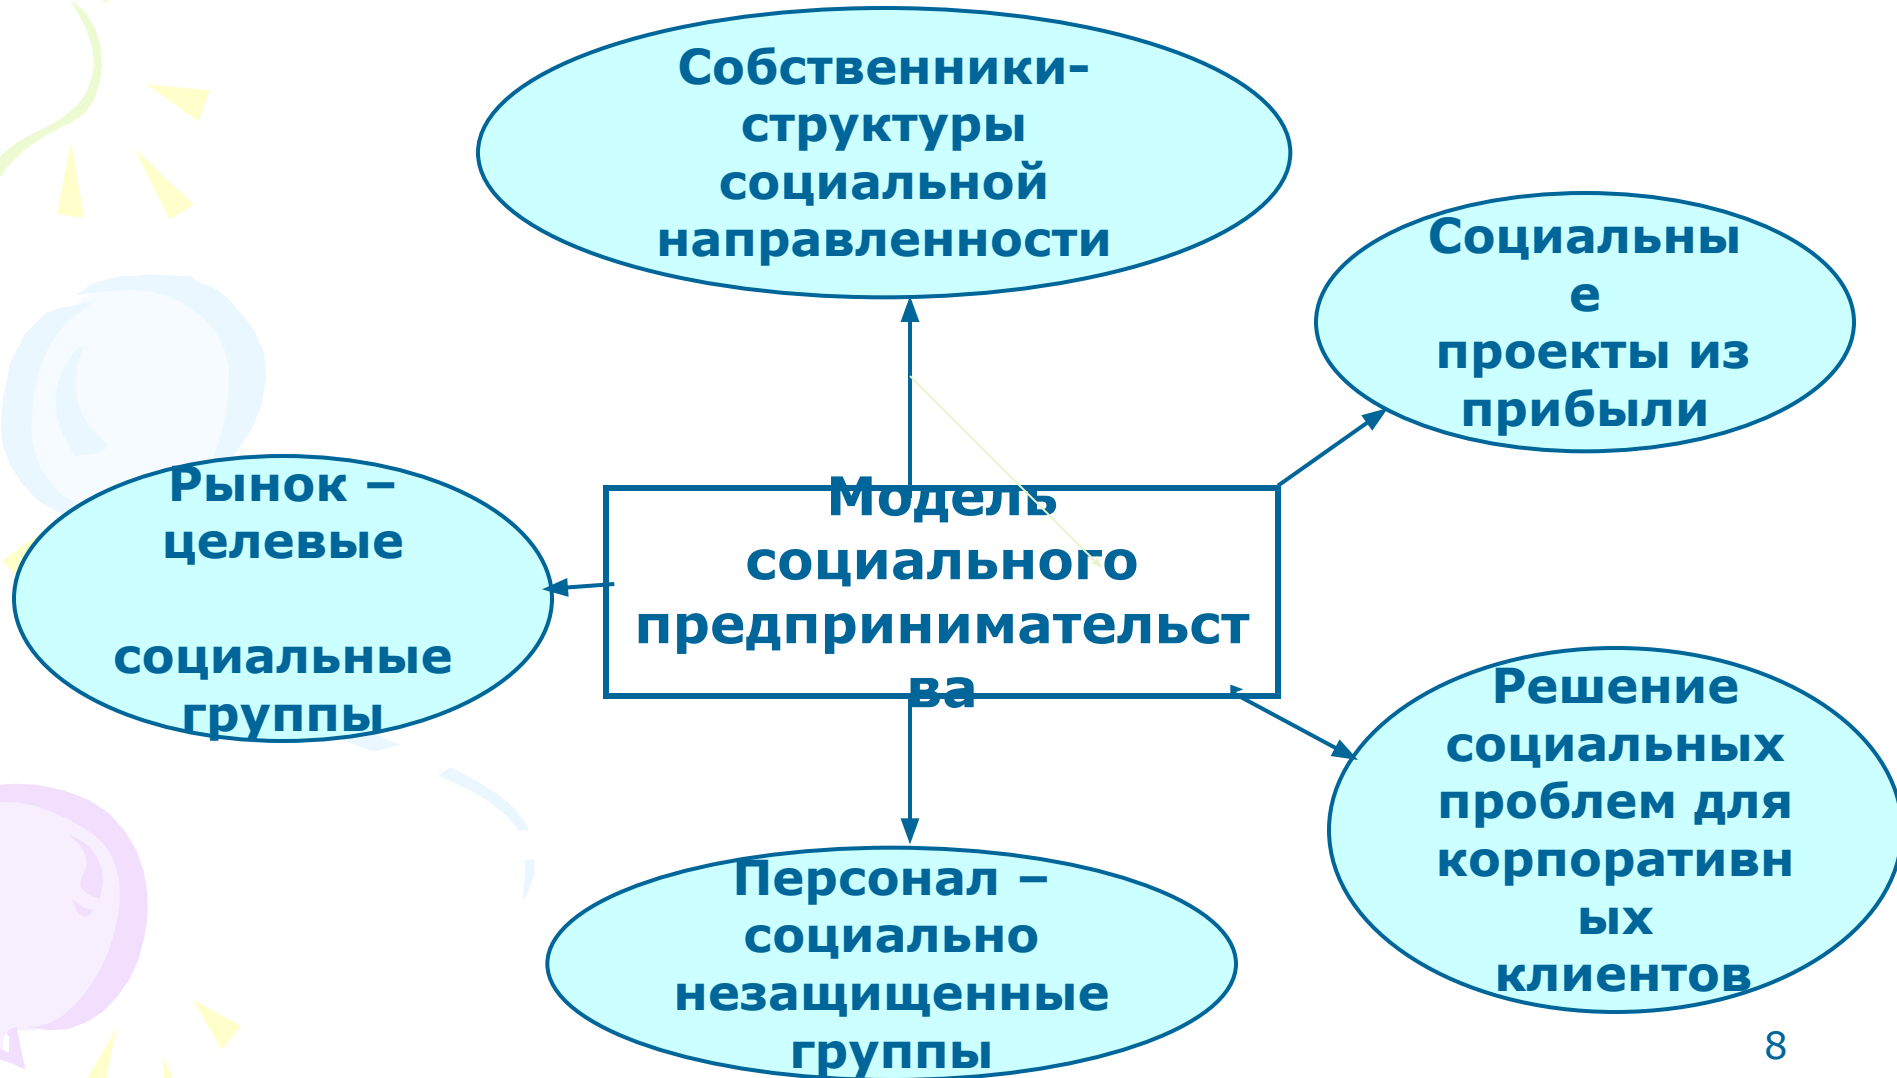 Собственники–
структуры
социальной
направленности
Социальны
е
проекты из
прибыли
Рынок –
целевые
социальные
группы
Модель
социального
предпринимательст
ва
Решение
социальных
проблем для
корпоративн
ых
клиентов
Персонал –
социально
незащищенные
группы
8